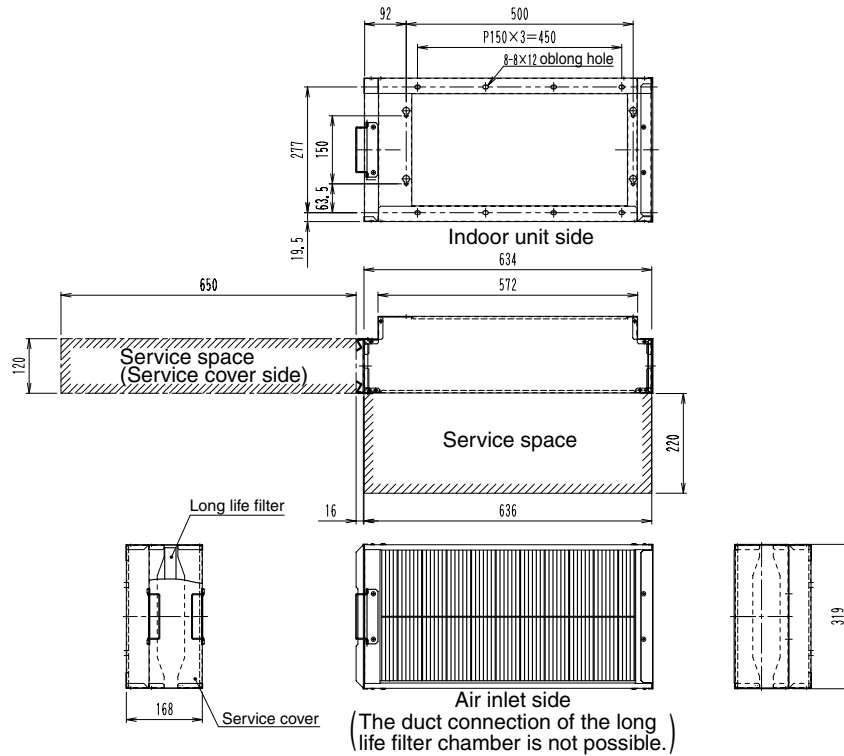 92
500
P150×3=450
8-8×12 oblong hole
277
150
63.5
19.5
Indoor unit side
634
650
572
120
Service space
(Service cover side)
Service space
220
Long life filter
16
636
319
168
Service cover
Air inlet side
(The duct connection of the long
life filter chamber is not possible.)